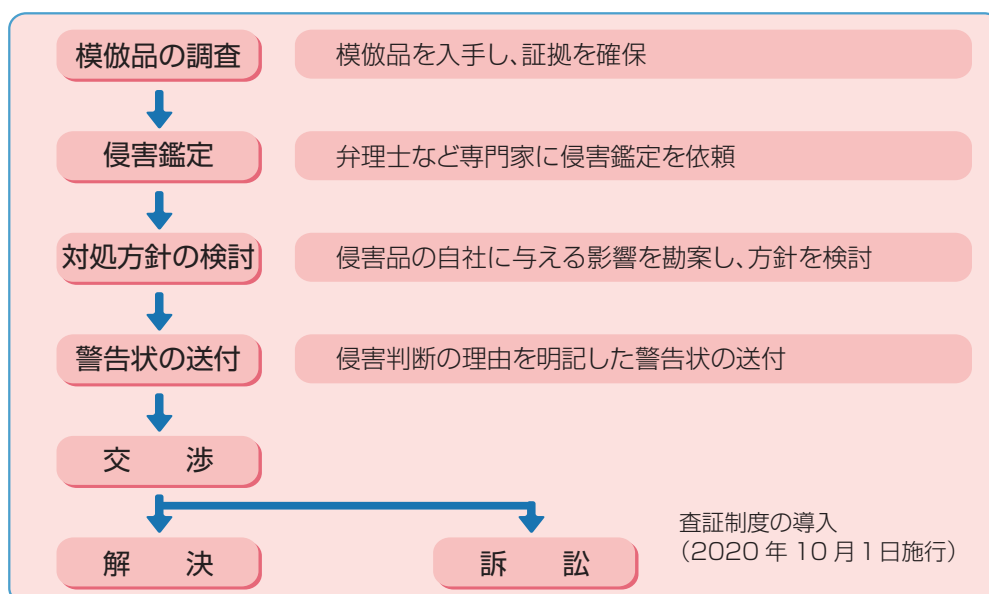 模倣品の調査
模倣品を入手し、証拠を確保
侵害鑑定
弁理士など専門家に侵害鑑定を依頼
対処方針の検討
侵害品の自社に与える影響を勘案し、方針を検討
警告状の送付
侵害判断の理由を明記した警告状の送付
交　渉
解　決
訴　訟
査証制度の導入
（2020 年 10 月 1 日施行）